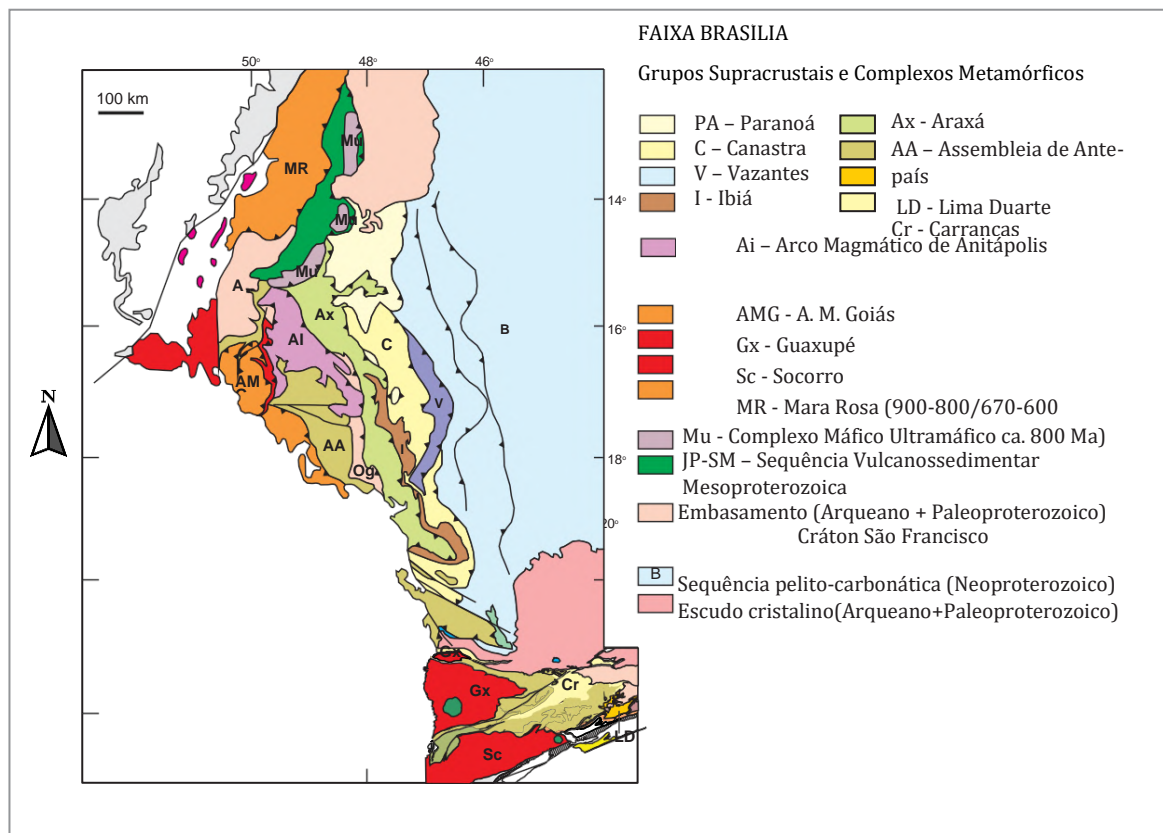 FAIXA BRASILIA
Grupos Supracrustais e Complexos Metamórficos
PA – Paranoá
C – Canastra
V – Vazantes
I - Ibiá
Ax - Araxá
AA – Assembleia de Ante-
país
LD - Lima Duarte
Cr - Carrancas
Ai – Arco Magmático de Anitápolis
AMG - A. M. Goiás
Gx - Guaxupé
Sc - Socorro
MR - Mara Rosa (900-800/670-600
Mu - Complexo Máfico Ultramáfico ca. 800 Ma)
JP-SM – Sequência Vulcanossedimentar
Mesoproterozoica
Embasamento (Arqueano + Paleoproterozoico)
Cráton São Francisco
B Sequência pelito-carbonática (Neoproterozoico)
Escudo cristalino(Arqueano+Paleoproterozoico)
50° 48° 46°
100 km
Mu
MR
14°
Mu
Mu
A
Ax
B
16°
AI
C
AM
N
V
AA
I
Og
18°
20°
Gx
Gx
Cr
LD
Sc